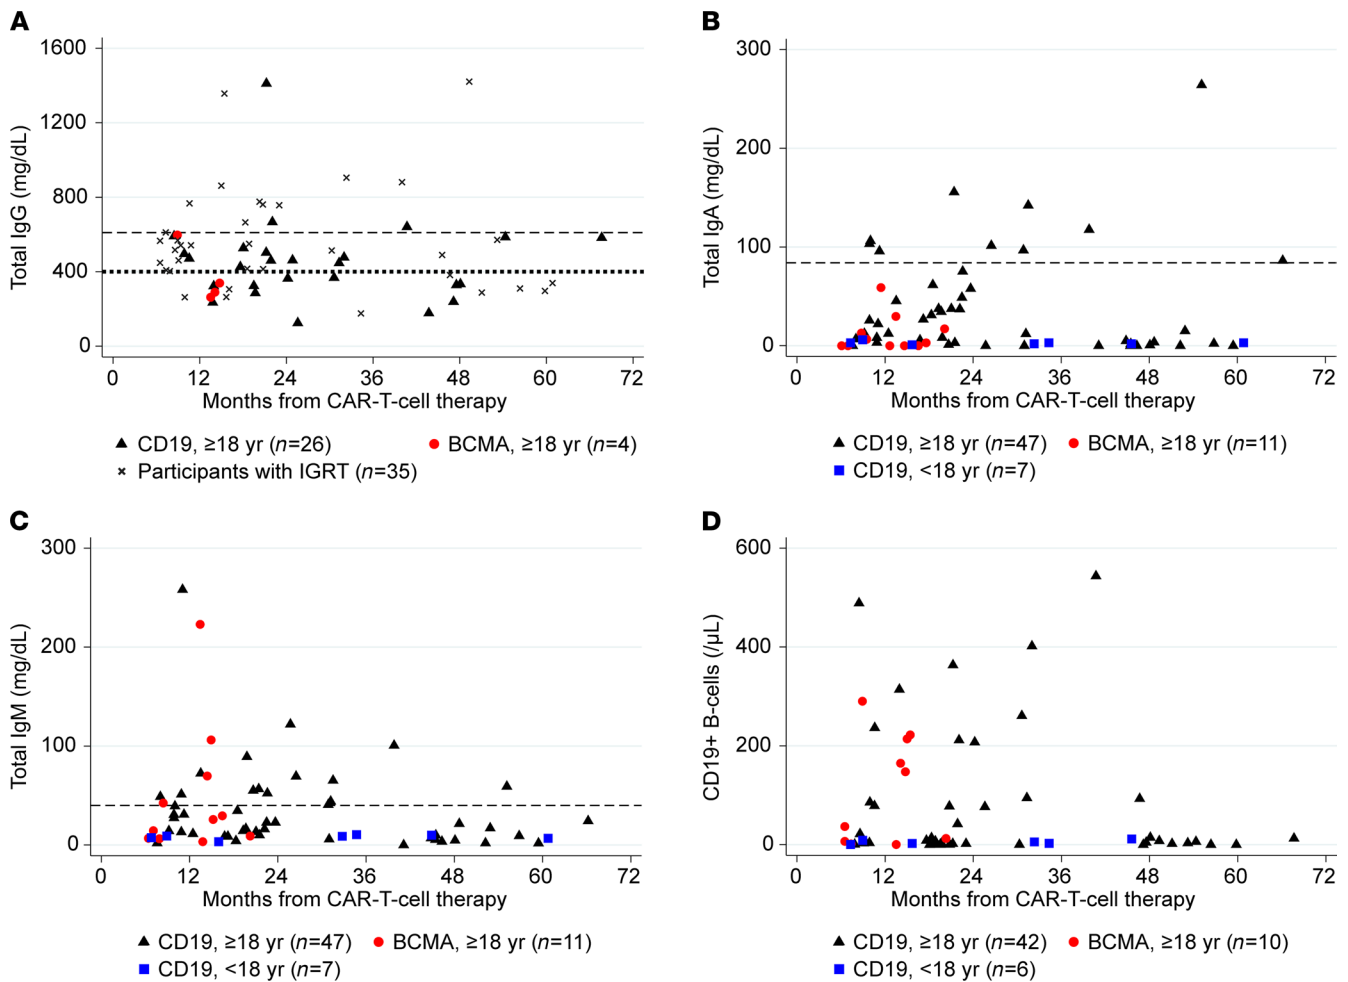 A
Total IgG (mg/dL)
1600
1200
800
400
0
0 12 24 36 48 60 72
Months from CAR-T-cell therapy
CD19, ≥18 yr (n=26) BCMA, ≥18 yr (n=4)
Participants with IGRT (n=35)
B
Total IgA (mg/dL)
300
200
100
0
0 12 24 36 48 60 72
Months from CAR-T-cell therapy
CD19, ≥18 yr (n=47) BCMA, ≥18 yr (n=11)
CD19, <18 yr (n=7)
C
Total IgM (mg/dL)
300
200
100
0
0 12 24 36 48 60 72
Months from CAR-T-cell therapy
CD19, ≥18 yr (n=47) BCMA, ≥18 yr (n=11)
CD19, <18 yr (n=7)
D
CD19+ B-cells (/µL)
600
400
200
0
0 12 24 36 48 60 72
Months from CAR-T-cell therapy
CD19, ≥18 yr (n=42) BCMA, ≥18 yr (n=10)
CD19, <18 yr (n=6)